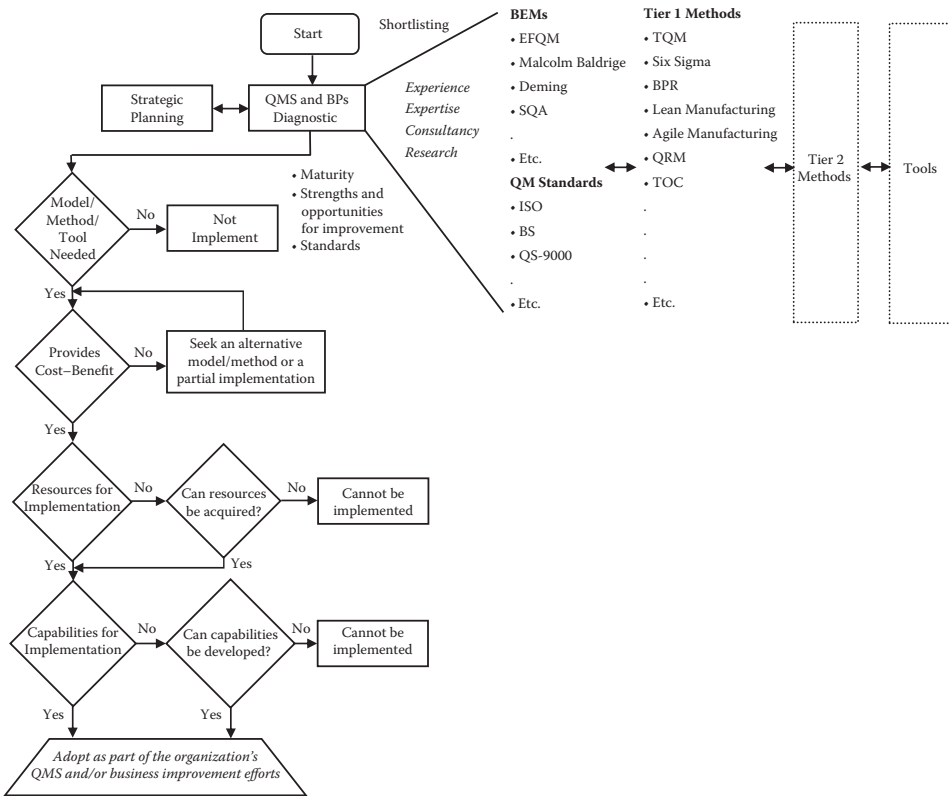 Start
Shortlisting
Strategic
Planning
QMS and BPs
Diagnostic
Experience
Expertise
Consultancy
Research
BEMs
• EFQM
• Malcolm Baldrige
• Deming
• SQA
.
• Etc.
QM Standards
• ISO
• BS
• QS-9000
.
• Etc.
Tier 1 Methods
• TQM
• Six Sigma
• BPR
• Lean Manufacturing
• Agile Manufacturing
• QRM
• TOC
.
.
.
.
• Etc.
Tier 2
Methods
Tools
• Maturity
• Strengths and
opportunities
for improvement
• Standards
Model/
Method/
Tool
Needed
No
Not
Implement
Yes
Provides
Cost–Benefit
No
Seek an alternative
model/method or a
partial implementation
Yes
Resources for
Implementation
No
Can resources
be acquired?
No
Cannot be
implemented
Yes
Yes
Capabilities for
Implementation
No
Can capabilities
be developed?
No
Cannot be
implemented
Yes
Yes
Adopt as part of the organization's
QMS and/or business improvement efforts